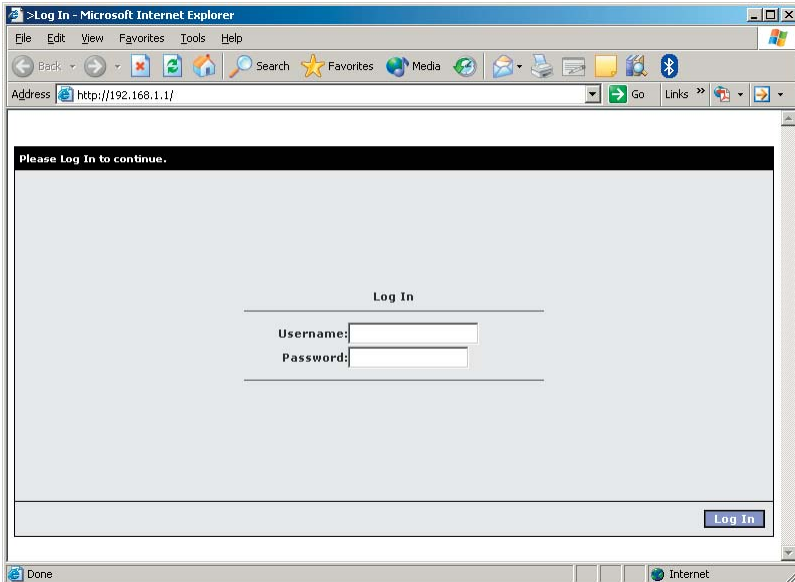 >Log In - Microsoft Internet Explorer
File Edit View Favorites Tools Help
Back Search Favorites Media
Address http://192.168.1.1/ Go Links »
Please Log In to continue.
Log In
Username:
Password:
Log In
Done Internet